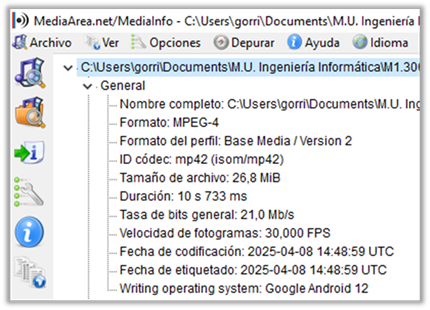 MediaArea.net/MediaInfo - C:\Users\gorri\Documents\M.U. Ingeniería
Archivo Ver Opciones Depurar Ayuda Idioma
C:\Users\gorri\Documents\M.U. Ingeniería Informática\M1.30
General
Nombre completo: C:\Users\gorri\Documents\M.U. Ing
Formato: MPEG-4
Formato del perfil: Base Media / Version 2
ID códec: mp42 (isom/mp42)
Tamaño de archivo: 26,8 MiB
Duración: 10 s 733 ms
Tasa de bits general: 21,0 Mb/s
Velocidad de fotogramas: 30,000 FPS
Fecha de codificación: 2025-04-08 14:48:59 UTC
Fecha de etiquetado: 2025-04-08 14:48:59 UTC
Writing operating system: Google Android 12